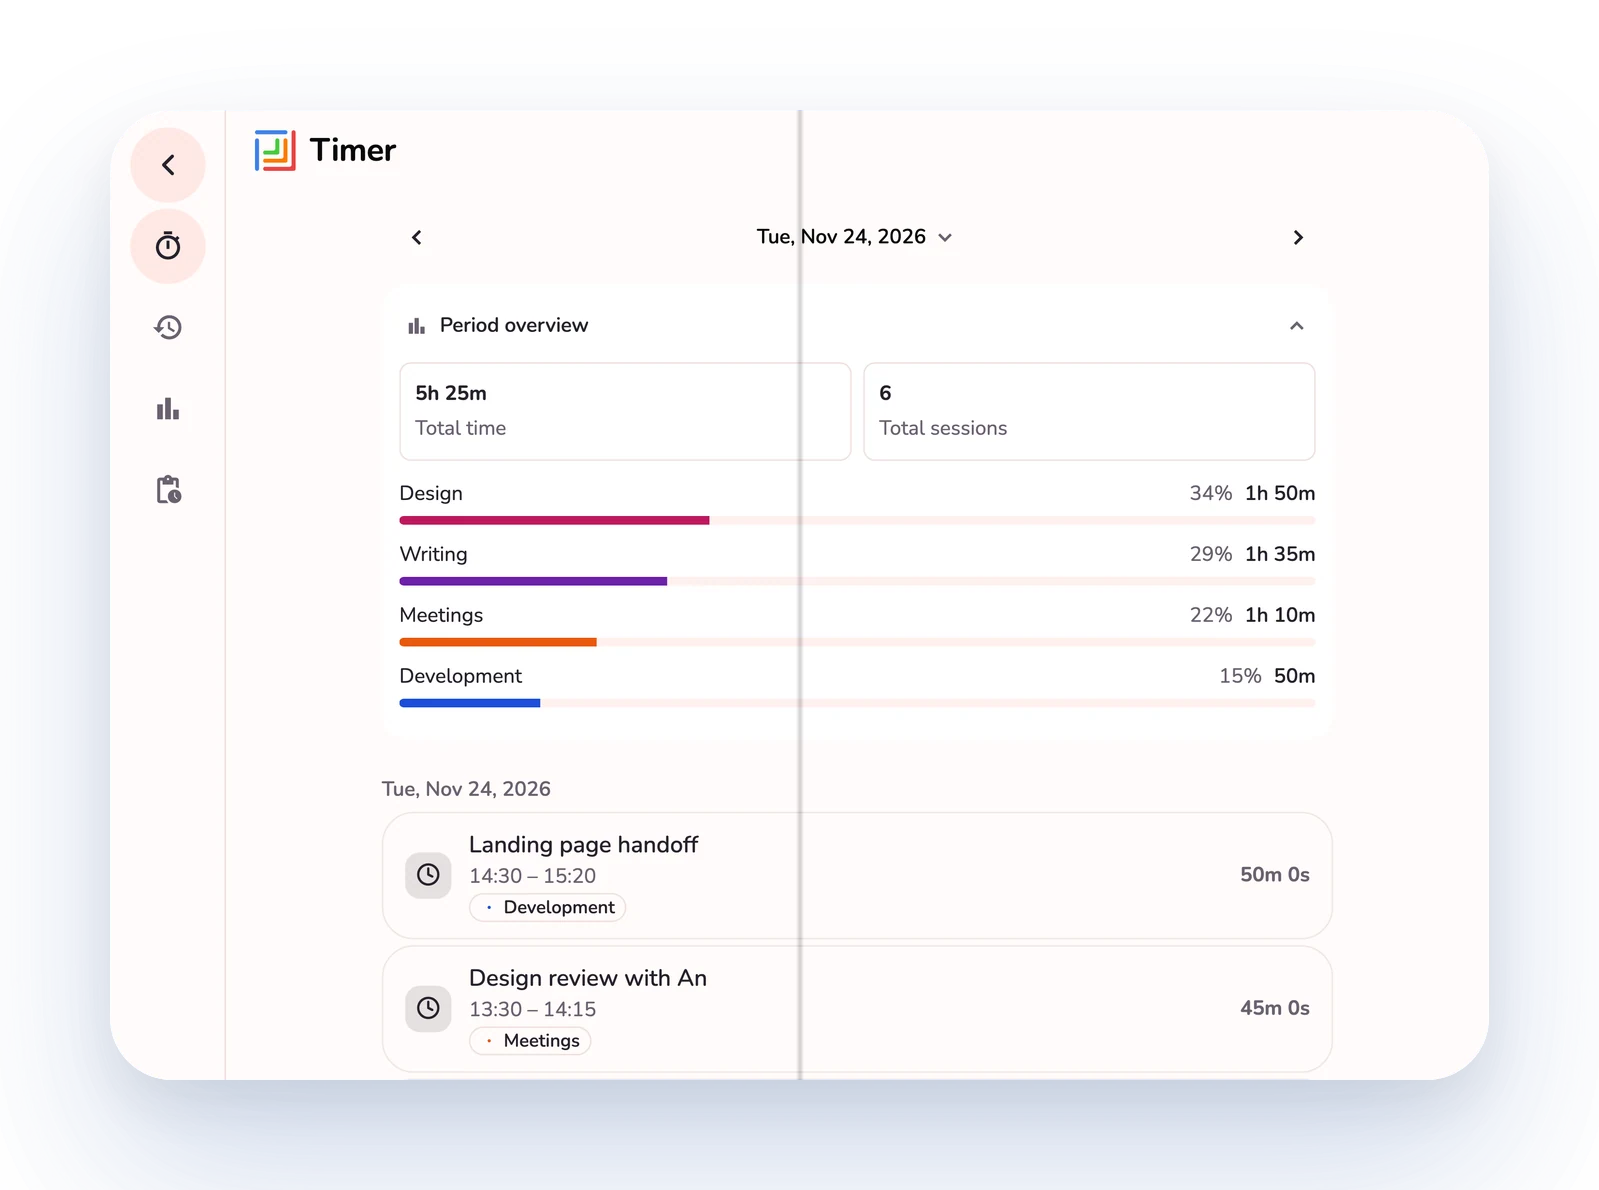 Timer
Tue, Nov 24, 2026
Period overview
5h 25m
Total time
6
Total sessions
Design 34% 1h 50m
Writing 29% 1h 35m
Meetings 22% 1h 10m
Development 15% 50m
Tue, Nov 24, 2026
Landing page handoff
14:30 – 15:20
50m 0s
Development
Design review with An
13:30 – 14:15
45m 0s
Meetings